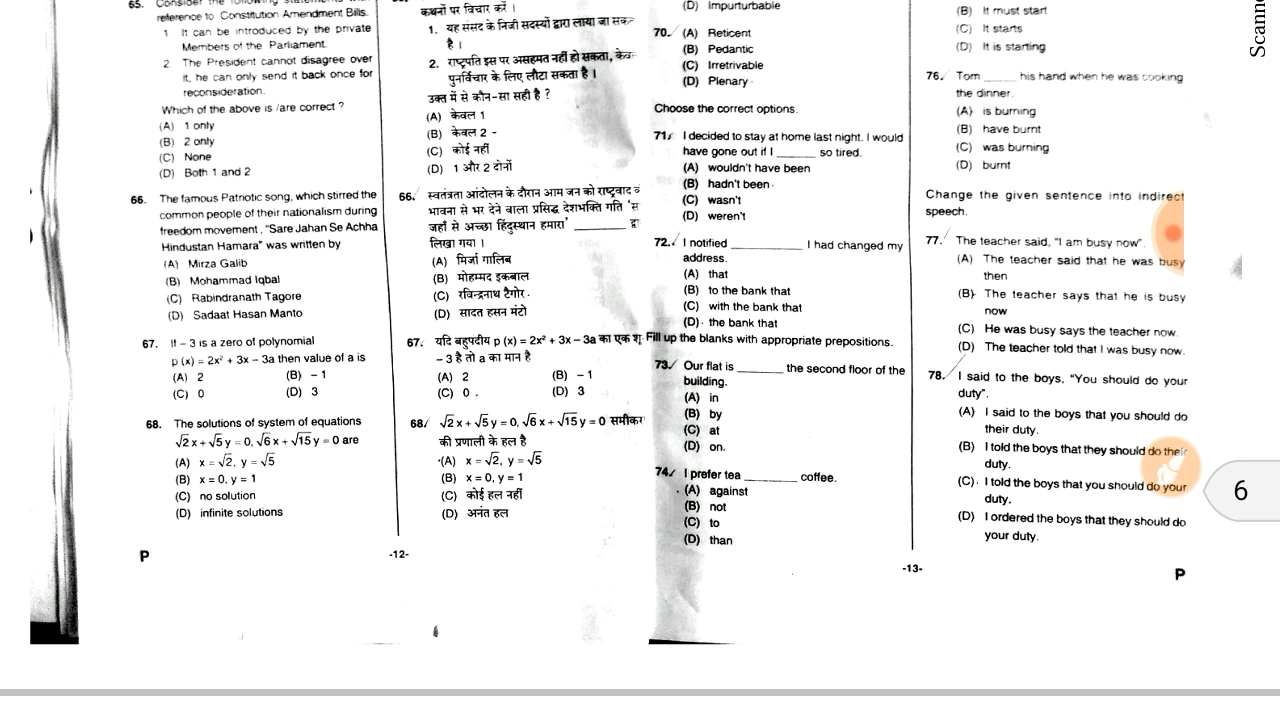 65. Consider the following statements with
reference to Constitution Amendment Bills.
1 It can be introduced by the private
Members of the Parliament.
2. The President cannot disagree over
it, he can only send it back once for
reconsideration.
Which of the above is /are correct ?
(A) 1 only
(B) 2 only
(C) None
(D) Both 1 and 2
66. The famous Patriotic song, which stirred the
common people of their nationalism during
freedom movement, "Sare Jahan Se Achha
Hindustan Hamara" was written by
(A) Mirza Galib
(B) Mohammad Iqbal
(C) Rabindranath Tagore
(D) Sadaat Hasan Manto
67. If – 3 is a zero of polynomial
p (x) = 2x² + 3x – 3a then value of a is
(A) 2 (B) – 1
(C) 0 (D) 3
68. The solutions of system of equations
√2 x + √5 y = 0, √6 x + √15 y = 0 are
(A) x = √2, y = √5
(B) x = 0, y = 1
(C) no solution
(D) infinite solutions
P
-12-
कथनों पर विचार करें ।
1. यह संसद के निजी सदस्यों द्वारा लाया जा
है ।
2. राष्ट्रपति इस पर असहमत नहीं हो सकता,
पुनर्विचार के लिए लौटा सकता है ।
उक्त में से कौन-सा सही है ?
(A) केवल 1
(B) केवल 2
(C) कोई नहीं
(D) 1 और 2 दोनों
66. स्वतंत्रता आंदोलन के दौरान आम जन को राष्ट्रवाद
भावना से भर देने वाला प्रसिद्ध देशभक्ति गति
जहाँ से अच्छा हिंदुस्थान हमारा' ________
लिखा गया ।
(A) मिर्जा गालिब
(B) मोहम्मद इकबाल
(C) रविन्द्रनाथ टैगोर
(D) सादत हसन मंटो
67. यदि बहुपदीय p (x) = 2x² + 3x – 3a का एक
– 3 है तो a का मान है
(A) 2 (B) – 1
(C) 0 (D) 3
68. √2 x + √5 y = 0, √6 x + √15 y = 0
की प्रणाली के हल है
(A) x = √2, y = √5
(B) x = 0, y = 1
(C) कोई हल नहीं
(D) अनंत हल
(D) Impurturbable
70. (A) Reticent
(B) Pedantic
(C) Irretrivable
(D) Plenary
Choose the correct options.
71. I decided to stay at home last night. I would
have gone out if I ______ so tired.
(A) wouldn't have been
(B) hadn't been
(C) wasn't
(D) weren't
72. I notified __________ I had changed my
address.
(A) that
(B) to the bank that
(C) with the bank that
(D) the bank that
Fill up the blanks with appropriate prepositions.
73. Our flat is _______ the second floor of the
building.
(A) in
(B) by
(C) at
(D) on.
74. I prefer tea ________ coffee.
(A) against
(B) not
(C) to
(D) than
-13-
(B) It must start
(C) It starts
(D) It is starting
76. Tom _____ his hand when he was cooking
the dinner.
(A) is burning
(B) have burnt
(C) was burning
(D) burnt
Change the given sentence into indirect
speech.
77. The teacher said, "I am busy now".
(A) The teacher said that he was busy
then
(B) The teacher says that he is busy
now
(C) He was busy says the teacher now.
(D) The teacher told that I was busy now.
78. I said to the boys, "You should do your
duty".
(A) I said to the boys that you should do
their duty.
(B) I told the boys that they should do their
duty.
(C) I told the boys that you should do your
duty.
(D) I ordered the boys that they should do
your duty.
P
6